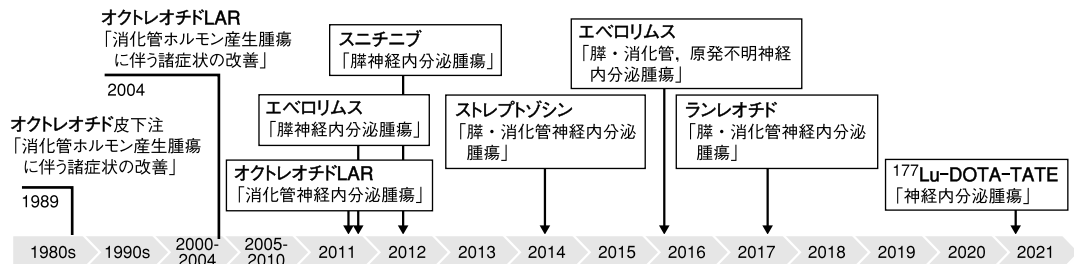 オクトレオチドLAR
「消化管ホルモン産生腫瘍
に伴う諸症状の改善」
2004
オクトレオチド皮下注
「消化管ホルモン産生腫瘍
に伴う諸症状の改善」
1989
スニチニブ
「膵神経内分泌腫瘍」
エベロリムス
「膵神経内分泌腫瘍」
オクトレオチドLAR
「消化管神経内分泌腫瘍」
ストレプトゾシン
「膵・消化管神経内分泌
腫瘍」
エベロリムス
「膵・消化管，原発不明神経
内分泌腫瘍」
ランレオチド
「膵・消化管神経内分泌
腫瘍」
177Lu-DOTA-TATE
「神経内分泌腫瘍」
1980s
1990s
2000-
2004
2005-
2010
2011
2012
2013
2014
2015
2016
2017
2018
2019
2020
2021